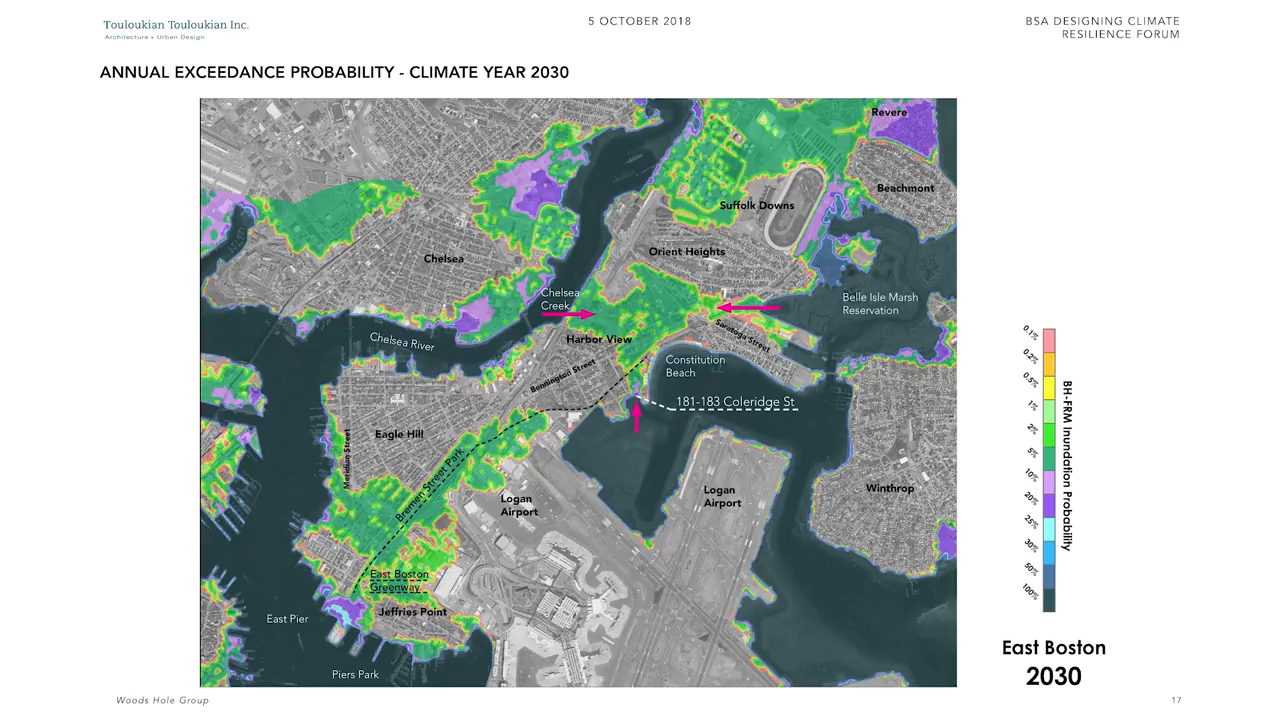 Touloukian Touloukian Inc.
Architecture + Urban Design
5 OCTOBER 2018
BSA DESIGNING CLIMATE
RESILIENCE FORUM
ANNUAL EXCEEDANCE PROBABILITY - CLIMATE YEAR 2030
Revere
Beachmont
Suffolk Downs
Orient Heights
Chelsea
Chelsea
Creek
Belle Isle Marsh
Reservation
Saratoga Street
Chelsea River
Harbor View
Constitution
Beach
Bennington Street
181-183 Coleridge St
Eagle Hill
Meridian Street
Bremen Street Park
Logan
Airport
Logan
Airport
Winthrop
East Boston
Greenway
Jeffries Point
East Pier
Piers Park
0.1%
0.2%
0.5%
1%
2%
5%
10%
20%
25%
30%
50%
100%
BH-FRM Inundation Probability
East Boston
2030
Woods Hole Group
17